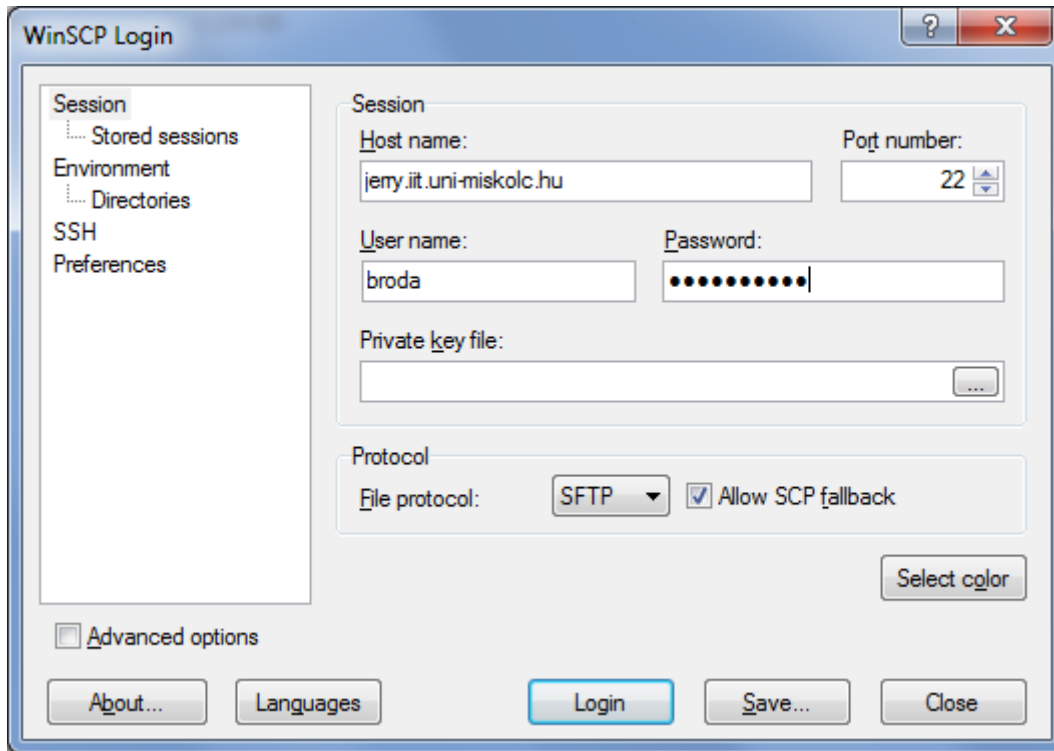 WinSCP Login
?
Session
Stored sessions
Environment
Directories
SSH
Preferences
Session
Host name:
Port number:
jerry.iit.uni-miskolc.hu
22
User name:
Password:
broda
●●●●●●●●●●
Private key file:
...
Protocol
File protocol:
SFTP
Allow SCP fallback
Select color
Advanced options
About...
Languages
Login
Save...
Close